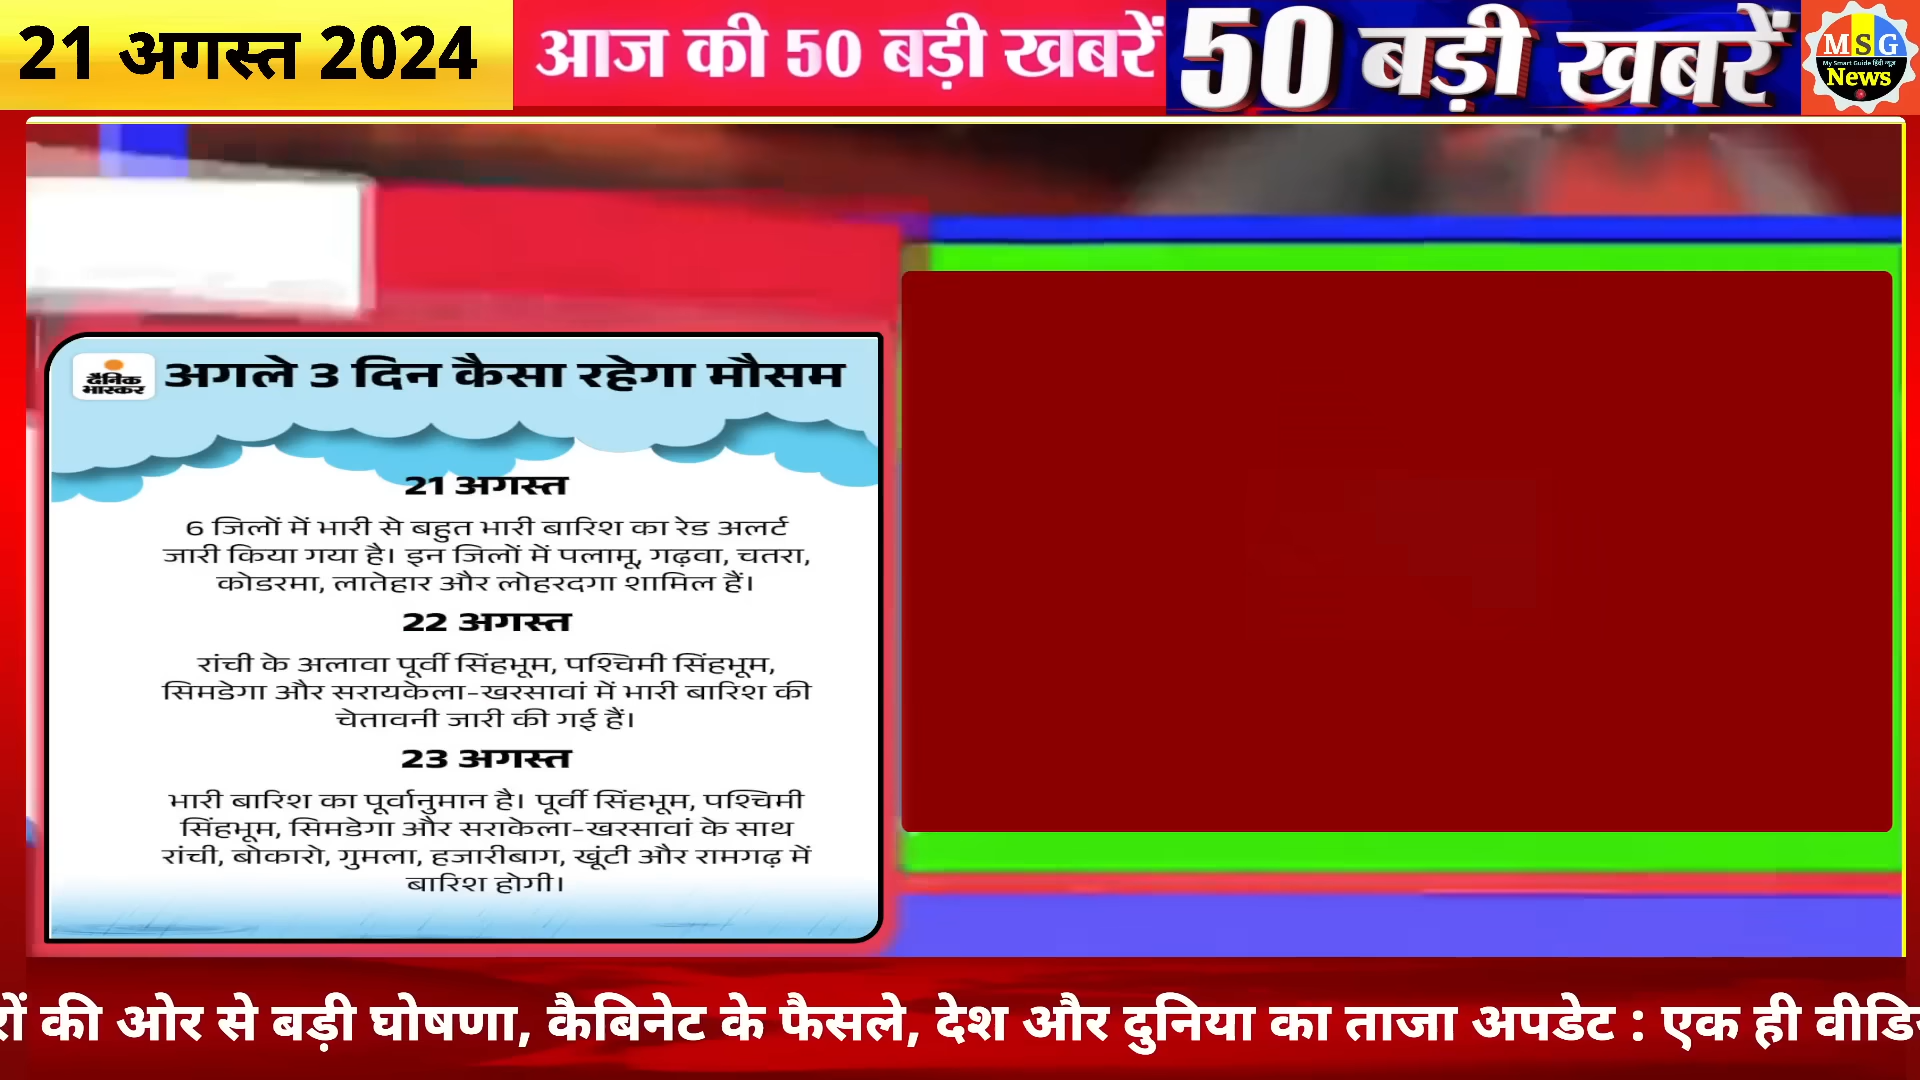 21 अगस्त 2024
आज की 50 बड़ी खबरें
50 बड़ी खबरें
MSG
My Smart Guide हिंदी न्यूज़
News
दैनिक
भास्कर
अगले 3 दिन कैसा रहेगा मौसम
21 अगस्त
6 जिलों में भारी से बहुत भारी बारिश का रेड अलर्ट
जारी किया गया है। इन जिलों में पलामू, गढ़वा, चतरा,
कोडरमा, लातेहार और लोहरदगा शामिल हैं।
22 अगस्त
रांची के अलावा पूर्वी सिंहभूम, पश्चिमी सिंहभूम,
सिमडेगा और सरायकेला-खरसावां में भारी बारिश की
चेतावनी जारी की गई हैं।
23 अगस्त
भारी बारिश का पूर्वानुमान है। पूर्वी सिंहभूम, पश्चिमी
सिंहभूम, सिमडेगा और सराकेला-खरसावां के साथ
रांची, बोकारो, गुमला, हजारीबाग, खूंटी और रामगढ़ में
बारिश होगी।
की ओर से बड़ी घोषणा, कैबिनेट के फैसले, देश और दुनिया का ताजा अपडेट : एक ही